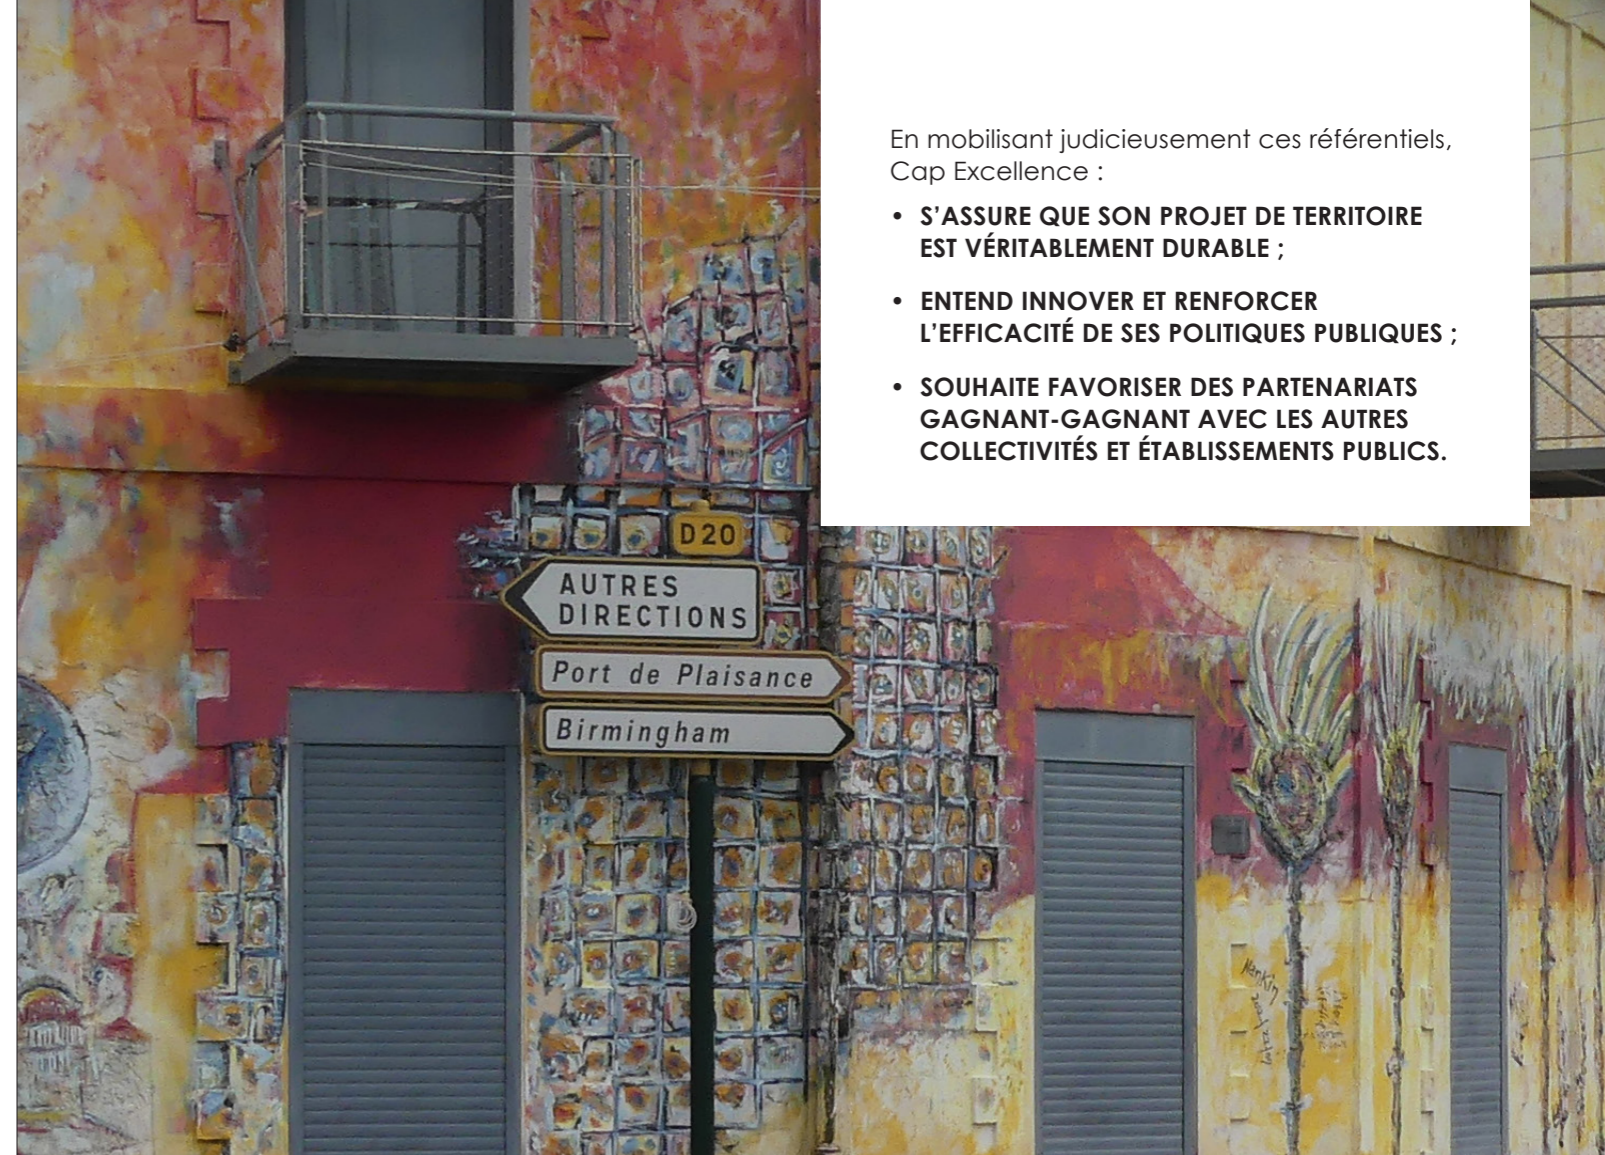 En mobilisant judicieusement ces référentiels,
Cap Excellence :
• S'ASSURE QUE SON PROJET DE TERRITOIRE
EST VÉRITABLEMENT DURABLE ;
• ENTEND INNOVER ET RENFORCER
L'EFFICACITÉ DE SES POLITIQUES PUBLIQUES ;
• SOUHAITE FAVORISER DES PARTENARIATS
GAGNANT-GAGNANT AVEC LES AUTRES
COLLECTIVITÉS ET ÉTABLISSEMENTS PUBLICS.
D20
AUTRES
DIRECTIONS
Port de Plaisance
Birmingham